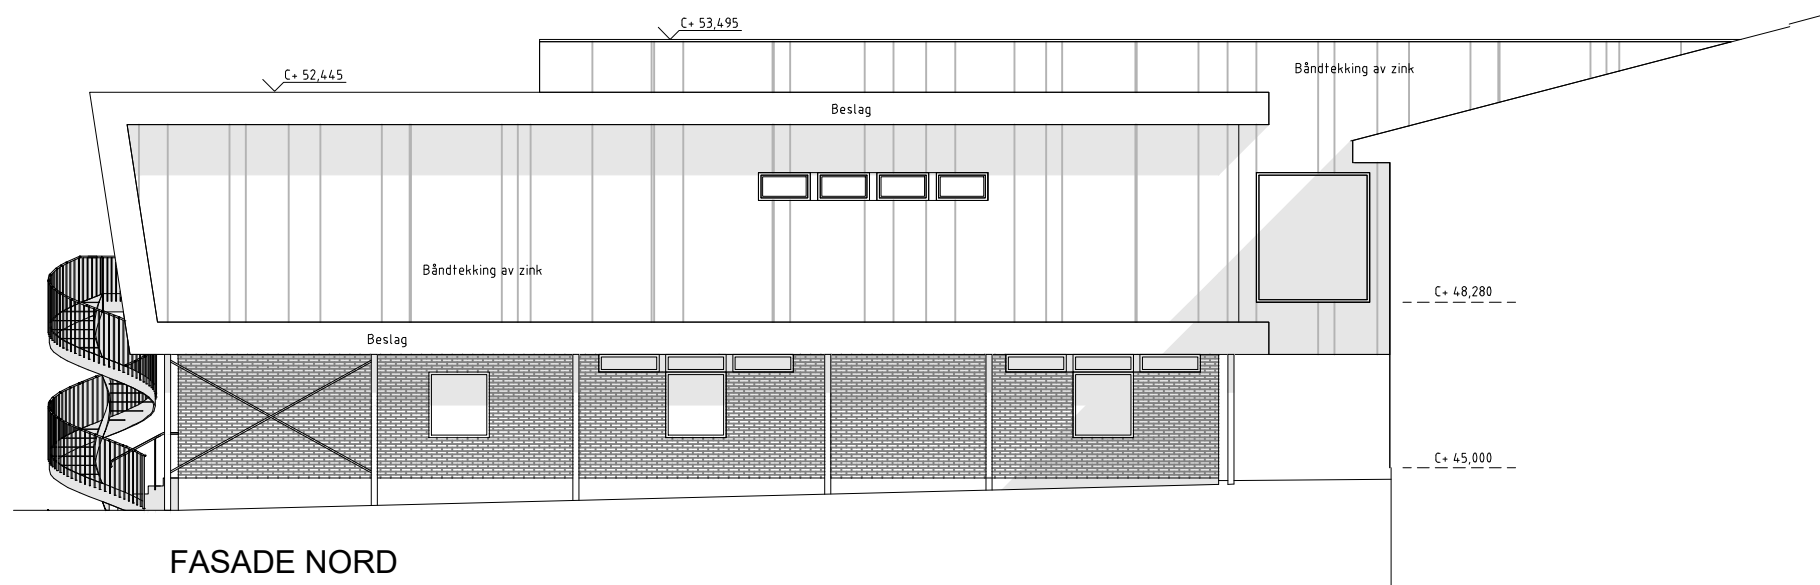 C+ 53,495
C+ 52,445
Båndtekking av zink
Beslag
Båndtekking av zink
C+ 48,280
Beslag
C+ 45,000
FASADE NORD